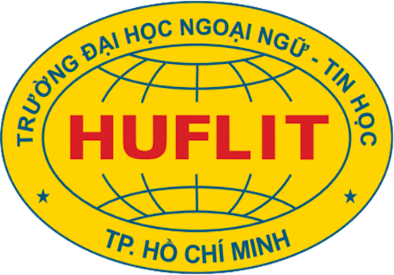 TRƯỜNG ĐẠI HỌC NGOẠI NGỮ - TIN HỌC
HUFLIT
TP. HỒ CHÍ MINH